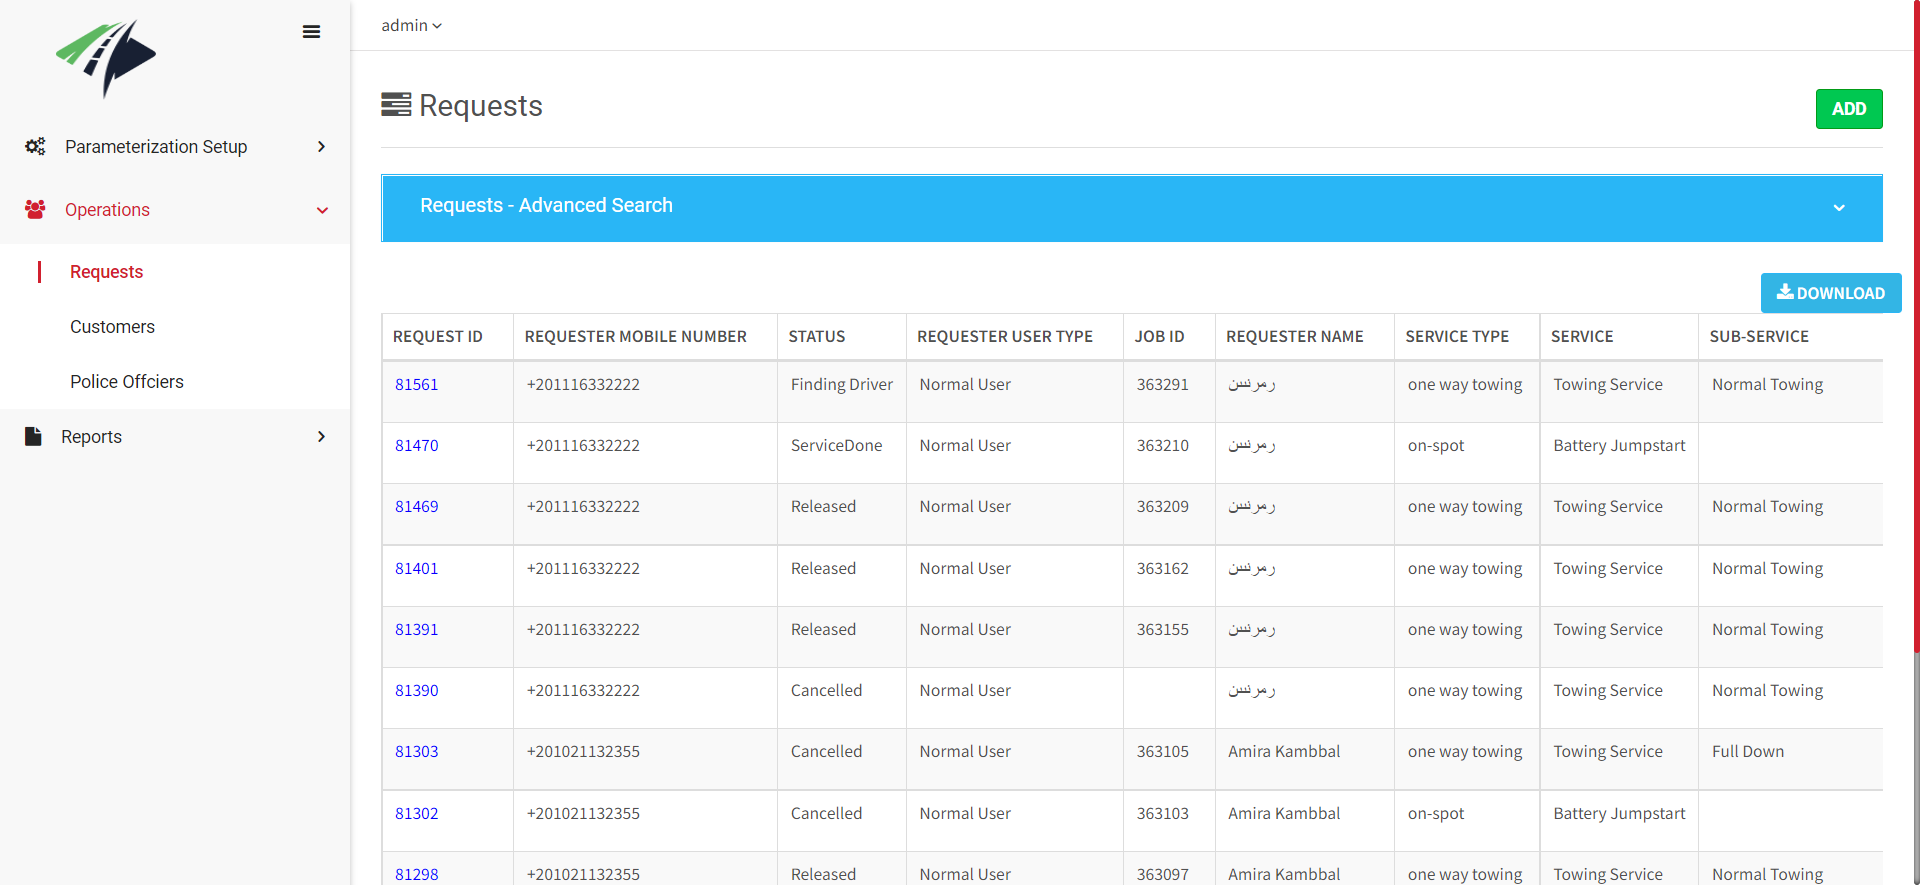 admin
Requests
ADD
Parameterization Setup
Operations
Requests
Customers
Police Offciers
Reports
Requests - Advanced Search
DOWNLOAD
REQUEST ID REQUESTER MOBILE NUMBER STATUS REQUESTER USER TYPE JOB ID REQUESTER NAME SERVICE TYPE SERVICE SUB-SERVICE
81561 +201116332222 Finding Driver Normal User 363291 one way towing Towing Service Normal Towing
81470 +201116332222 ServiceDone Normal User 363210 on-spot Battery Jumpstart
81469 +201116332222 Released Normal User 363209 one way towing Towing Service Normal Towing
81401 +201116332222 Released Normal User 363162 one way towing Towing Service Normal Towing
81391 +201116332222 Released Normal User 363155 one way towing Towing Service Normal Towing
81390 +201116332222 Cancelled Normal User one way towing Towing Service Normal Towing
81303 +201021132355 Cancelled Normal User 363105 Amira Kambbal one way towing Towing Service Full Down
81302 +201021132355 Cancelled Normal User 363103 Amira Kambbal on-spot Battery Jumpstart
81298 +201021132355 Released Normal User 363097 Amira Kambbal one way towing Towing Service Normal Towing